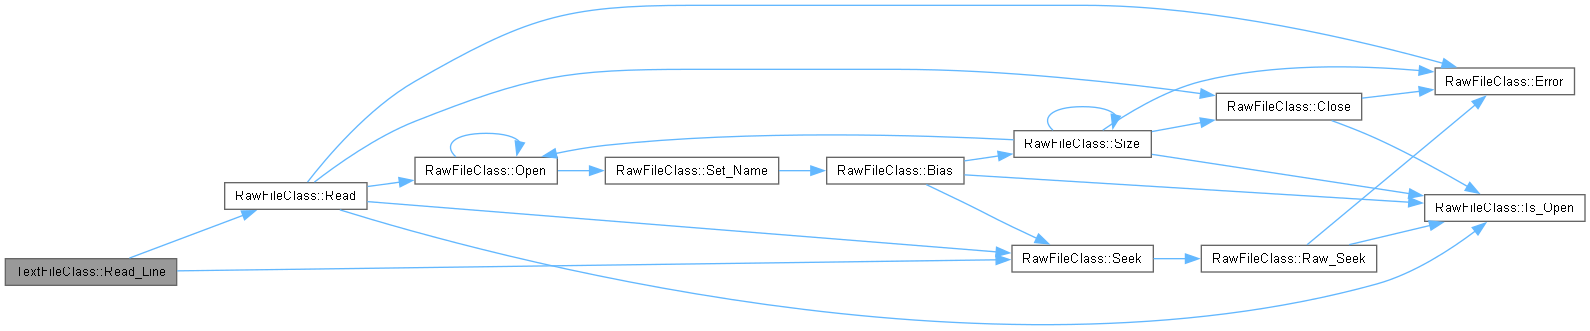 RawFileClass::Error
RawFileClass::Close
RawFileClass::Size
RawFileClass::Open
RawFileClass::Set_Name
RawFileClass::Bias
RawFileClass::Read
RawFileClass::Is_Open
TextFileClass::Read_Line
RawFileClass::Seek
RawFileClass::Raw_Seek